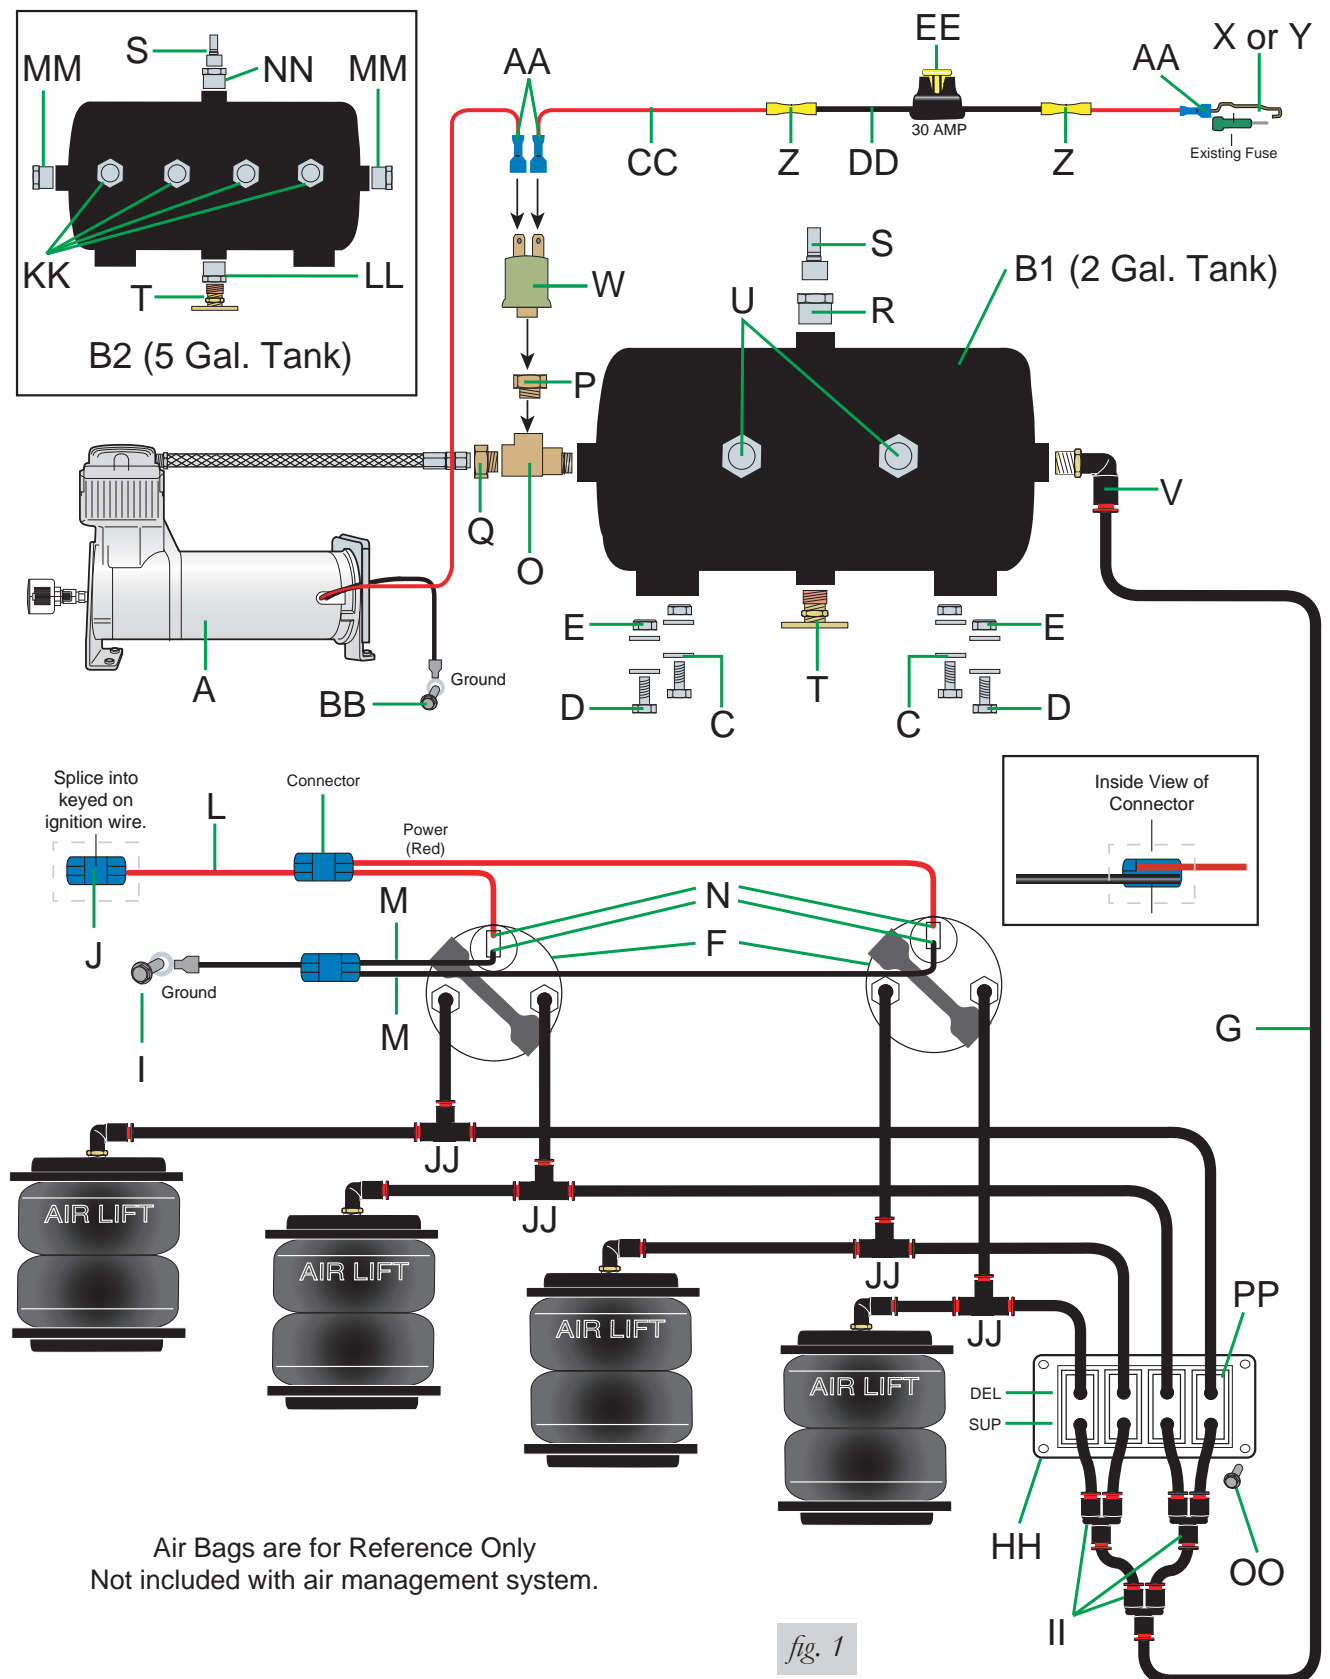 S
MM
NN
MM
KK
LL
T
B2 (5 Gal. Tank)
AA
EE
30 AMP
X or Y
AA
Existing Fuse
CC
Z
DD
Z
W
S
R
U
B1 (2 Gal. Tank)
P
Q
O
V
A
BB
Ground
E
E
D
C
T
C
D
Splice into
keyed on
ignition wire.
L
Connector
Power
(Red)
Inside View of
Connector
M
N
F
J
I
Ground
M
G
JJ
JJ
JJ
JJ
AIR LIFT
AIR LIFT
AIR LIFT
AIR LIFT
PP
DEL
SUP
HH
OO
II
Air Bags are for Reference Only
Not included with air management system.
fig. 1